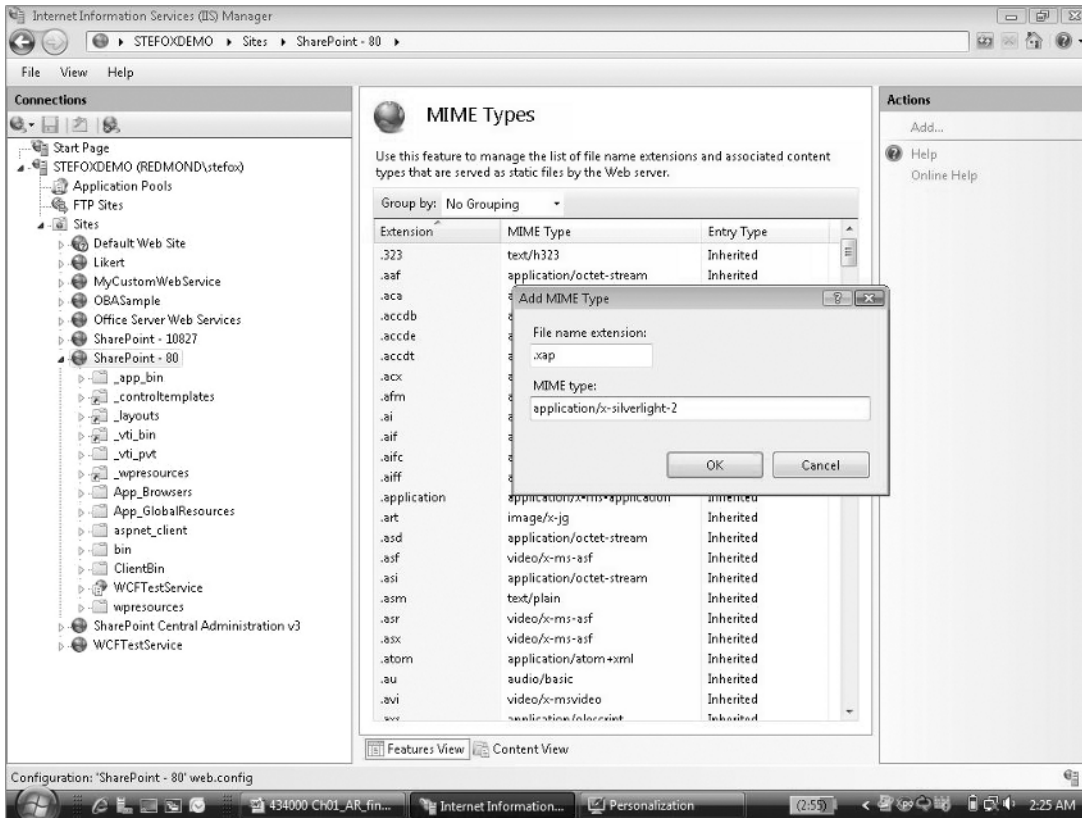 Internet Information Services (IIS) Manager
STEFOXDEMO Sites SharePoint - 80
File View Help
Connections
Start Page
STEFOXDEMO (REDMOND\stefox)
Application Pools
FTP Sites
Sites
Default Web Site
Likert
MyCustomWebService
OBASample
Office Server Web Services
SharePoint - 10827
SharePoint - 80
_app_bin
_controltemplates
_layouts
_vti_bin
_vti_pvt
_wpresources
App_Browsers
App_GlobalResources
aspnet_client
bin
ClientBin
WCFTestService
wpresources
SharePoint Central Administration v3
WCFTestService
MIME Types
Use this feature to manage the list of file name extensions and associated content
types that are served as static files by the Web server.
Group by: No Grouping
Extension MIME Type Entry Type
.323 text/h323 Inherited
.aaf application/octet-stream Inherited
.aca
.accdb
.accde
.accdt
.acx
.afm
.ai
.aif
.aifc
.aiff
.application application/x-ms-application Inherited
.art image/x-jg Inherited
.asd application/octet-stream Inherited
.asf video/x-ms-asf Inherited
.asi application/octet-stream Inherited
.asm text/plain Inherited
.asr video/x-ms-asf Inherited
.asx video/x-ms-asf Inherited
.atom application/atom+xml Inherited
.au audio/basic Inherited
.avi video/x-msvideo Inherited
Add MIME Type
File name extension:
.xap
MIME type:
application/x-silverlight-2
OK Cancel
Features View Content View
Actions
Add...
Help
Online Help
Configuration: 'SharePoint - 80' web.config
434000 Ch01_AR_fin... Internet Information... Personalization (2:55) 2:25 AM